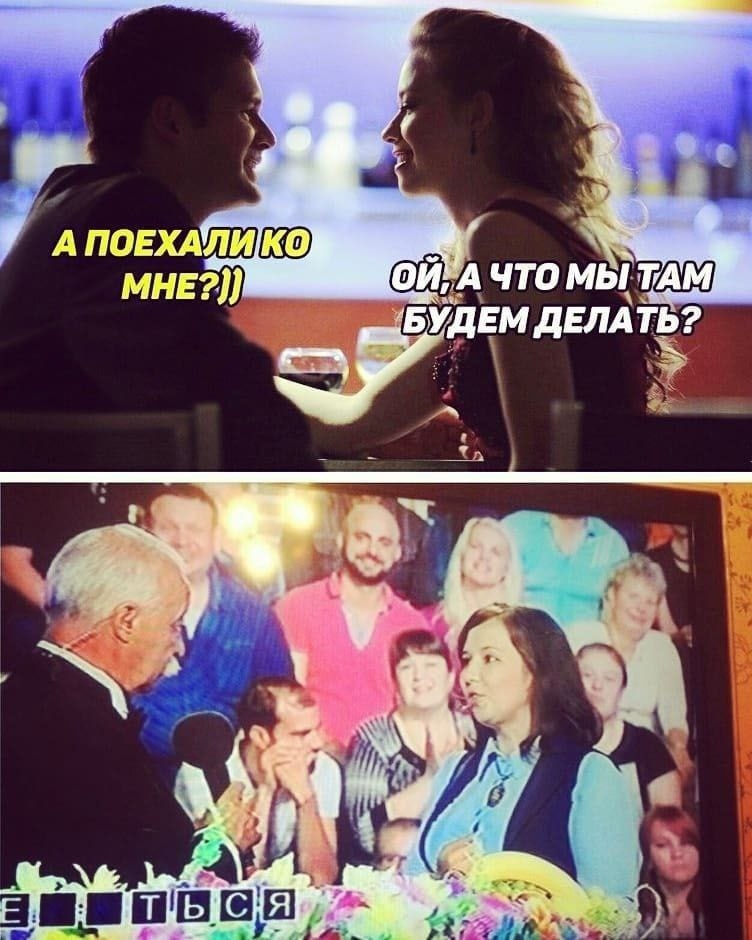 А ПОЕХАЛИ КО
МНЕ?))
ОЙ, А ЧТО МЫ ТАМ
БУДЕМ ДЕЛАТЬ?
Е■■ТЬСЯ